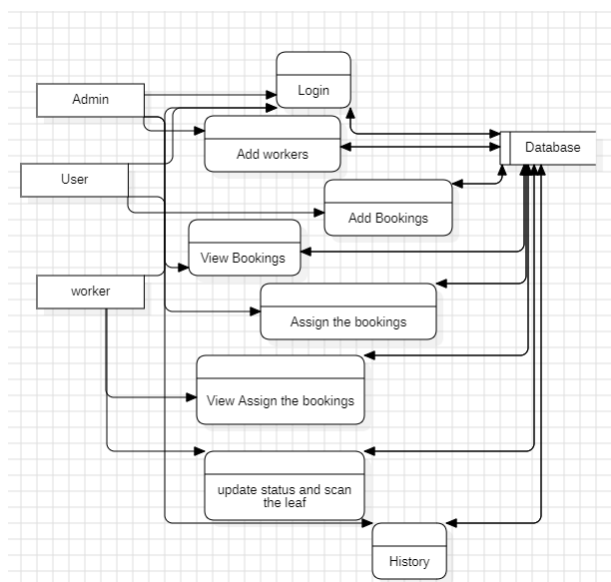 Login
Admin
Add workers
Database
User
Add Bookings
View Bookings
worker
Assign the bookings
View Assign the bookings
update status and scan
the leaf
History